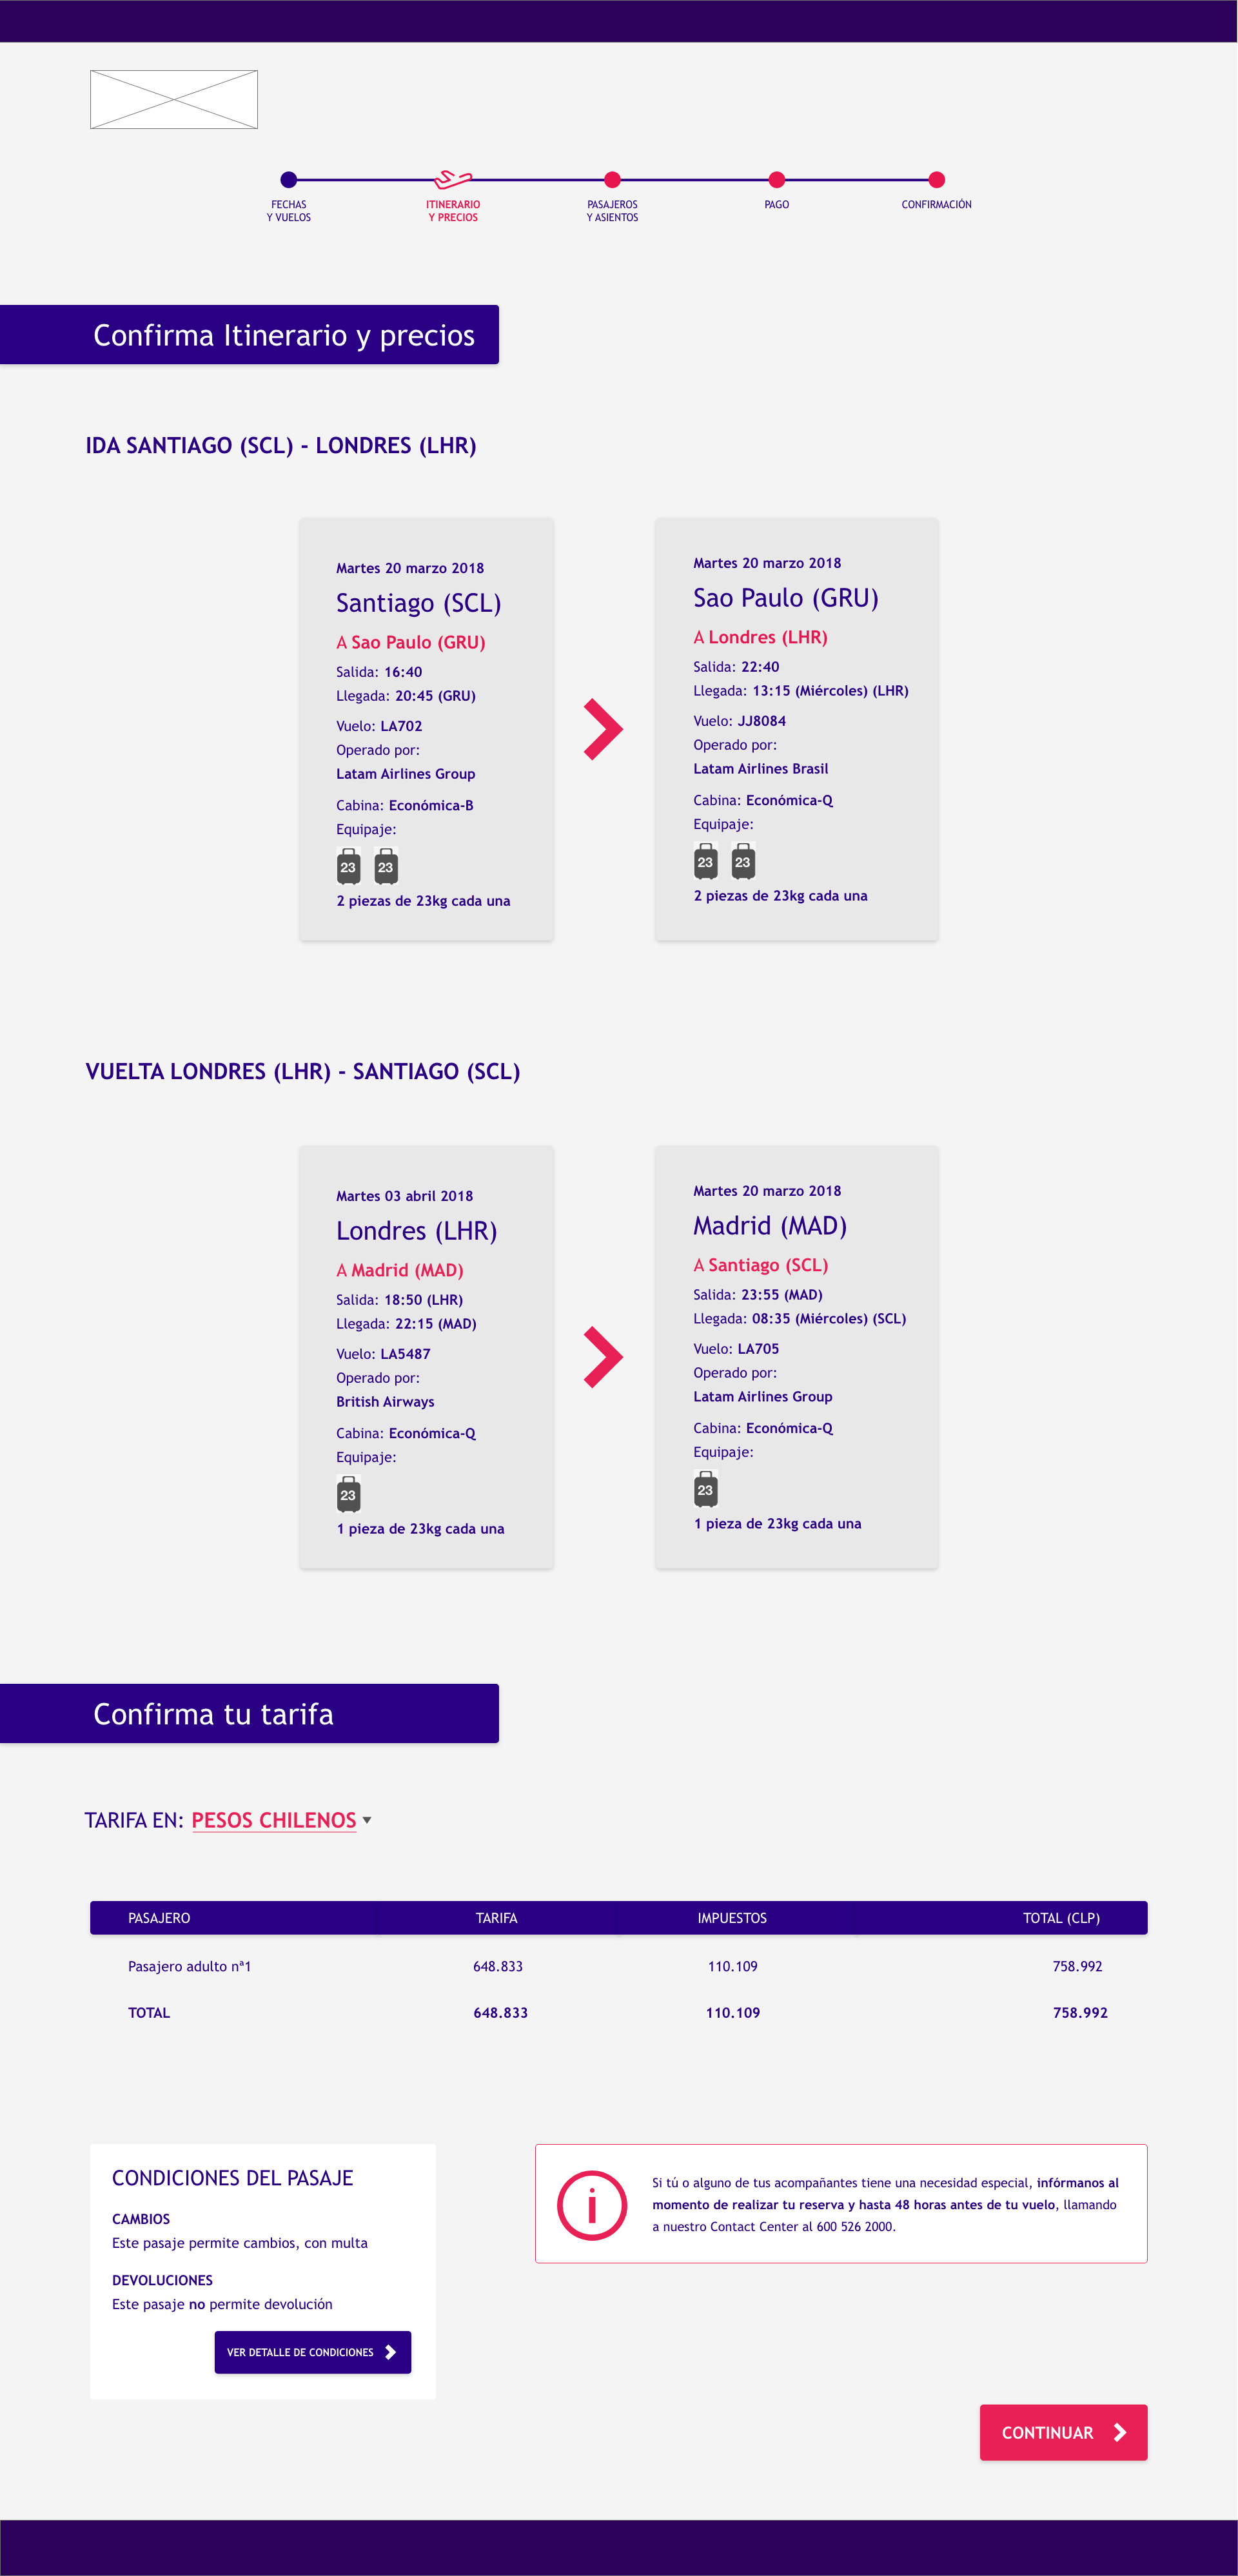 FECHAS
Y VUELOS
ITINERARIO
Y PRECIOS
PASAJEROS
Y ASIENTOS
PAGO
CONFIRMACIÓN
Confirma Itinerario y precios
IDA SANTIAGO (SCL) - LONDRES (LHR)
Martes 20 marzo 2018
Santiago (SCL)
A Sao Paulo (GRU)
Salida: 16:40
Llegada: 20:45 (GRU)
Vuelo: LA702
Operado por:
Latam Airlines Group
Cabina: Económica-B
Equipaje:
23 23
2 piezas de 23kg cada una
Martes 20 marzo 2018
Sao Paulo (GRU)
A Londres (LHR)
Salida: 22:40
Llegada: 13:15 (Miércoles) (LHR)
Vuelo: JJ8084
Operado por:
Latam Airlines Brasil
Cabina: Económica-Q
Equipaje:
23 23
2 piezas de 23kg cada una
VUELTA LONDRES (LHR) - SANTIAGO (SCL)
Martes 03 abril 2018
Londres (LHR)
A Madrid (MAD)
Salida: 18:50 (LHR)
Llegada: 22:15 (MAD)
Vuelo: LA5487
Operado por:
British Airways
Cabina: Económica-Q
Equipaje:
23
1 pieza de 23kg cada una
Martes 20 marzo 2018
Madrid (MAD)
A Santiago (SCL)
Salida: 23:55 (MAD)
Llegada: 08:35 (Miércoles) (SCL)
Vuelo: LA705
Operado por:
Latam Airlines Group
Cabina: Económica-Q
Equipaje:
23
1 pieza de 23kg cada una
Confirma tu tarifa
TARIFA EN: PESOS CHILENOS
PASAJERO TARIFA IMPUESTOS TOTAL (CLP)
Pasajero adulto nª1 648.833 110.109 758.992
TOTAL 648.833 110.109 758.992
CONDICIONES DEL PASAJE
CAMBIOS
Este pasaje permite cambios, con multa
DEVOLUCIONES
Este pasaje no permite devolución
VER DETALLE DE CONDICIONES
Si tú o alguno de tus acompañantes tiene una necesidad especial, infórmanos al
momento de realizar tu reserva y hasta 48 horas antes de tu vuelo, llamando
a nuestro Contact Center al 600 526 2000.
CONTINUAR